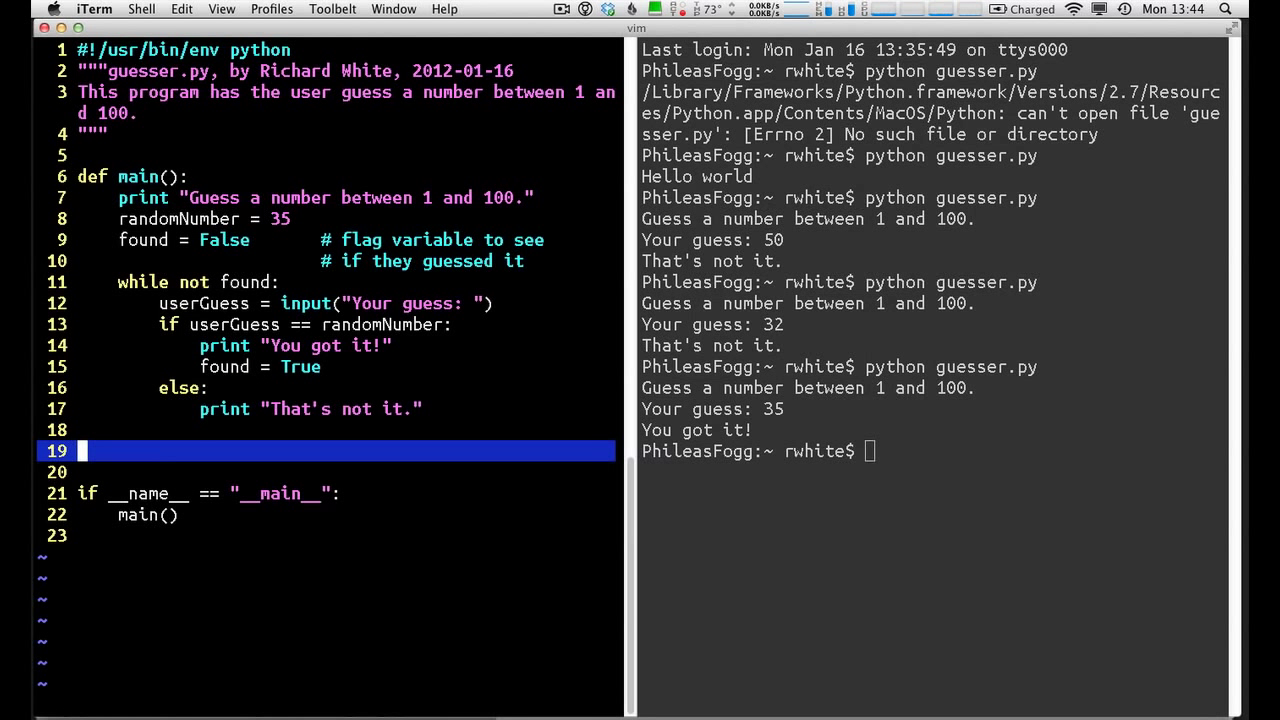 iTerm Shell Edit View Profiles Toolbelt Window Help 73° 0.0KB/s 0.0KB/s Charged Mon 13:44
vim
1 #!/usr/bin/env python
2 """guesser.py, by Richard White, 2012-01-16
3 This program has the user guess a number between 1 an
d 100.
4 """
5
6 def main():
7     print "Guess a number between 1 and 100."
8     randomNumber = 35
9     found = False       # flag variable to see
10                         # if they guessed it
11     while not found:
12         userGuess = input("Your guess: ")
13         if userGuess == randomNumber:
14             print "You got it!"
15             found = True
16         else:
17             print "That's not it."
18
19
20
21 if __name__ == "__main__":
22     main()
23
~
~
~
~
~
~
~
Last login: Mon Jan 16 13:35:49 on ttys000
PhileasFogg:~ rwhite$ python guesser.py
/Library/Frameworks/Python.framework/Versions/2.7/Resourc
es/Python.app/Contents/MacOS/Python: can't open file 'gue
sser.py': [Errno 2] No such file or directory
PhileasFogg:~ rwhite$ python guesser.py
Hello world
PhileasFogg:~ rwhite$ python guesser.py
Guess a number between 1 and 100.
Your guess: 50
That's not it.
PhileasFogg:~ rwhite$ python guesser.py
Guess a number between 1 and 100.
Your guess: 32
That's not it.
PhileasFogg:~ rwhite$ python guesser.py
Guess a number between 1 and 100.
Your guess: 35
You got it!
PhileasFogg:~ rwhite$